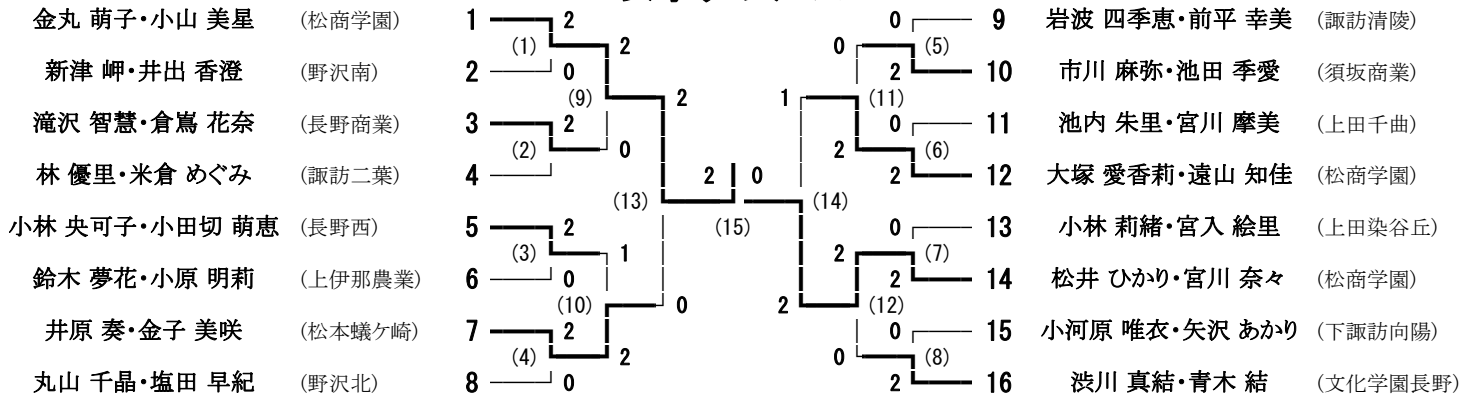 金丸 萌子・小山 美星 (松商学園) 1 2 0 9 岩波 四季恵・前平 幸美 (諏訪清陵)
(1) 2 0 (5)
新津 岬・井出 香澄 (野沢南) 2 0 2 10 市川 麻弥・池田 季愛 (須坂商業)
(9) 2 1 (11)
滝沢 智慧・倉嶌 花奈 (長野商業) 3 2 0 11 池内 朱里・宮川 摩美 (上田千曲)
(2) 0 2 (6)
林 優里・米倉 めぐみ (諏訪二葉) 4 2 0 2 12 大塚 愛香莉・遠山 知佳 (松商学園)
(13) (15) (14)
小林 央可子・小田切 萌恵 (長野西) 5 2 0 13 小林 莉緒・宮入 絵里 (上田染谷丘)
(3) 1 2 (7)
鈴木 夢花・小原 明莉 (上伊那農業) 6 0 2 14 松井 ひかり・宮川 奈々 (松商学園)
(10) 0 2 (12)
井原 奏・金子 美咲 (松本蟻ケ崎) 7 2 0 15 小河原 唯衣・矢沢 あかり (下諏訪向陽)
(4) 2 0 (8)
丸山 千晶・塩田 早紀 (野沢北) 8 0 2 16 渋川 真結・青木 結 (文化学園長野)